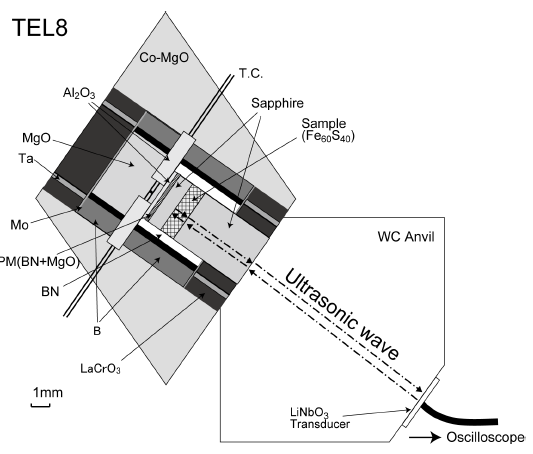 TEL8
Co-MgO
T.C.
Al₂O₃
Sapphire
Sample
(Fe₆₀S₄₀)
MgO
Ta
Mo
PM(BN+MgO)
BN
B
LaCrO₃
1mm
WC Anvil
Ultrasonic wave
LiNbO₃
Transducer
Oscilloscope